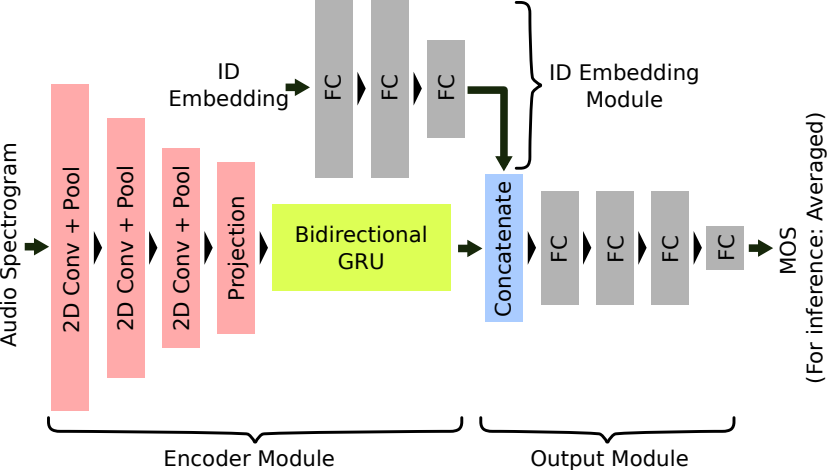 ID
Embedding
FC
FC
FC
ID Embedding
Module
Audio Spectrogram
2D Conv + Pool
2D Conv + Pool
2D Conv + Pool
Projection
Bidirectional
GRU
Concatenate
FC
FC
FC
FC
MOS
(For inference: Averaged)
Encoder Module
Output Module